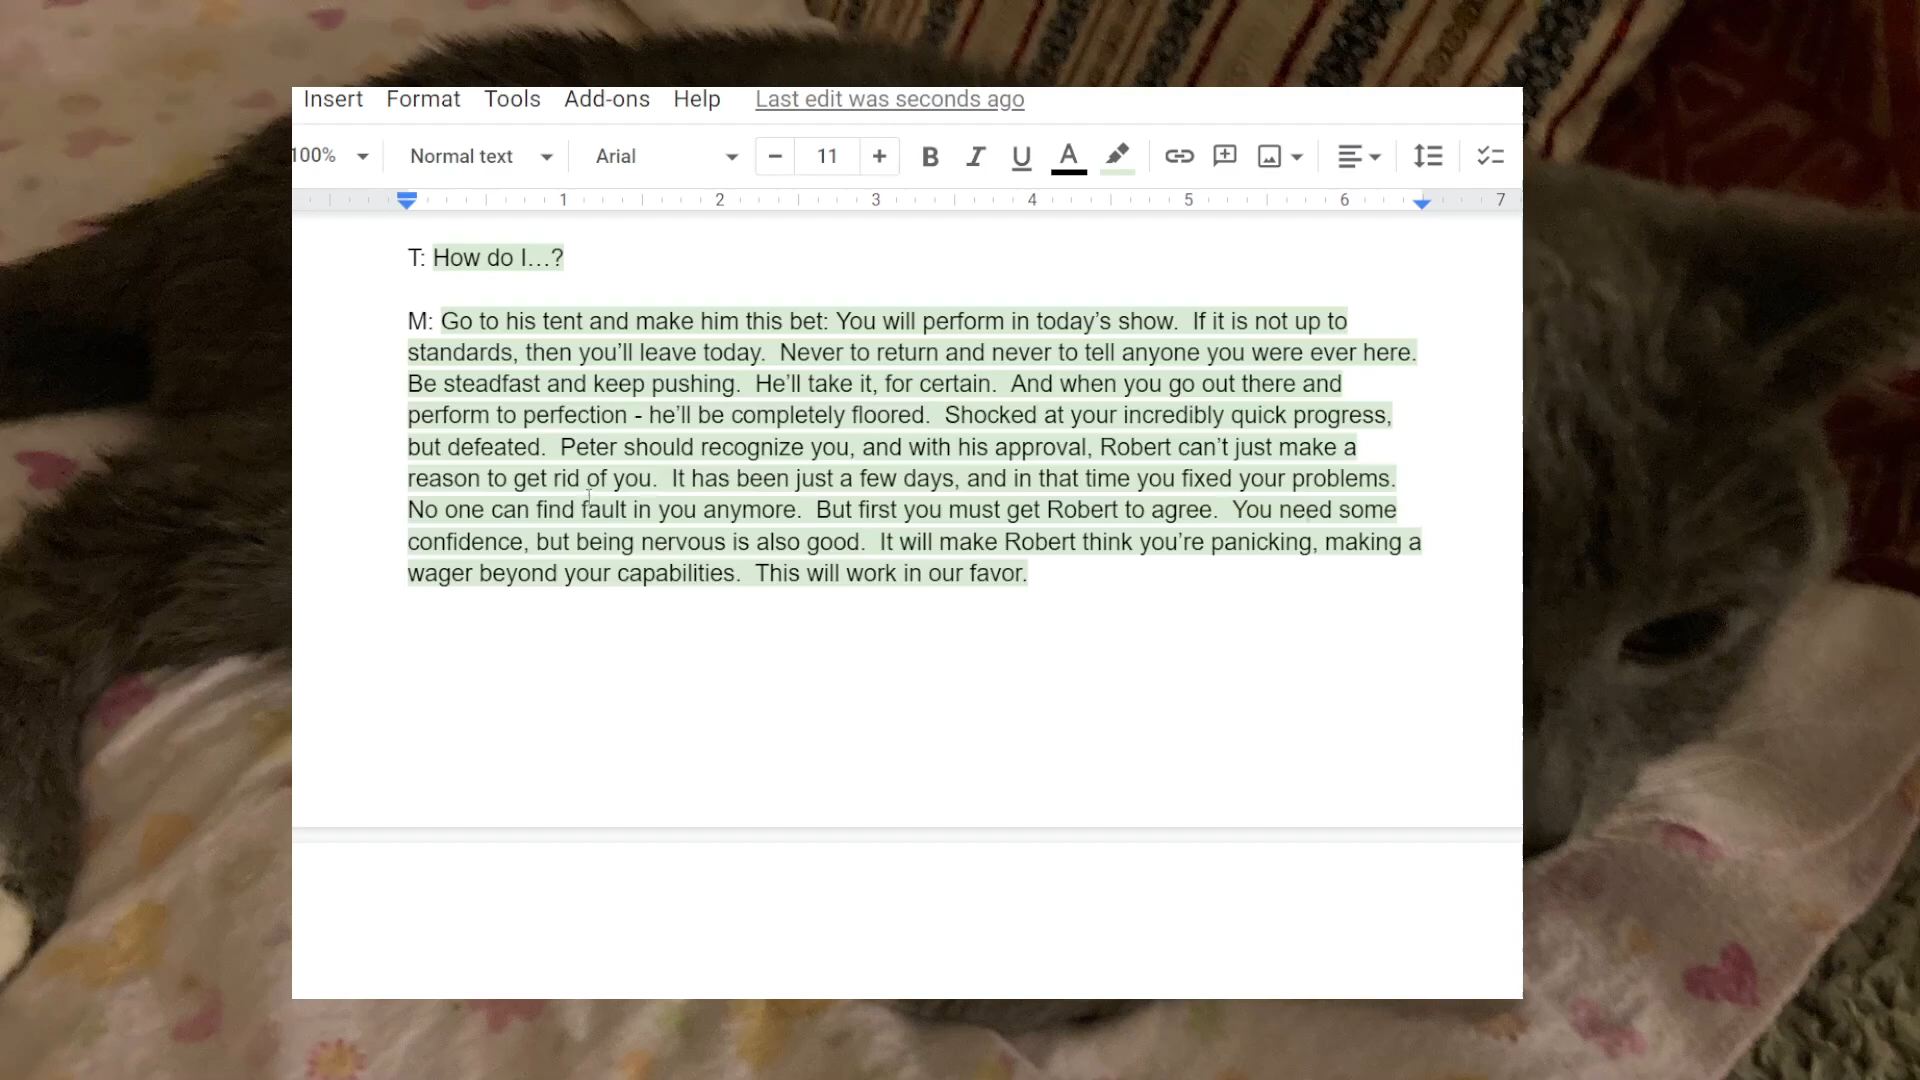 Insert Format Tools Add-ons Help Last edit was seconds ago
100% Normal text Arial 11 B I U A
1 2 3 4 5 6 7
T: How do I…?
M: Go to his tent and make him this bet: You will perform in today’s show.  If it is not up to
standards, then you’ll leave today.  Never to return and never to tell anyone you were ever here.
Be steadfast and keep pushing.  He’ll take it, for certain.  And when you go out there and
perform to perfection - he’ll be completely floored.  Shocked at your incredibly quick progress,
but defeated.  Peter should recognize you, and with his approval, Robert can’t just make a
reason to get rid of you.  It has been just a few days, and in that time you fixed your problems.
No one can find fault in you anymore.  But first you must get Robert to agree.  You need some
confidence, but being nervous is also good.  It will make Robert think you’re panicking, making a
wager beyond your capabilities.  This will work in our favor.